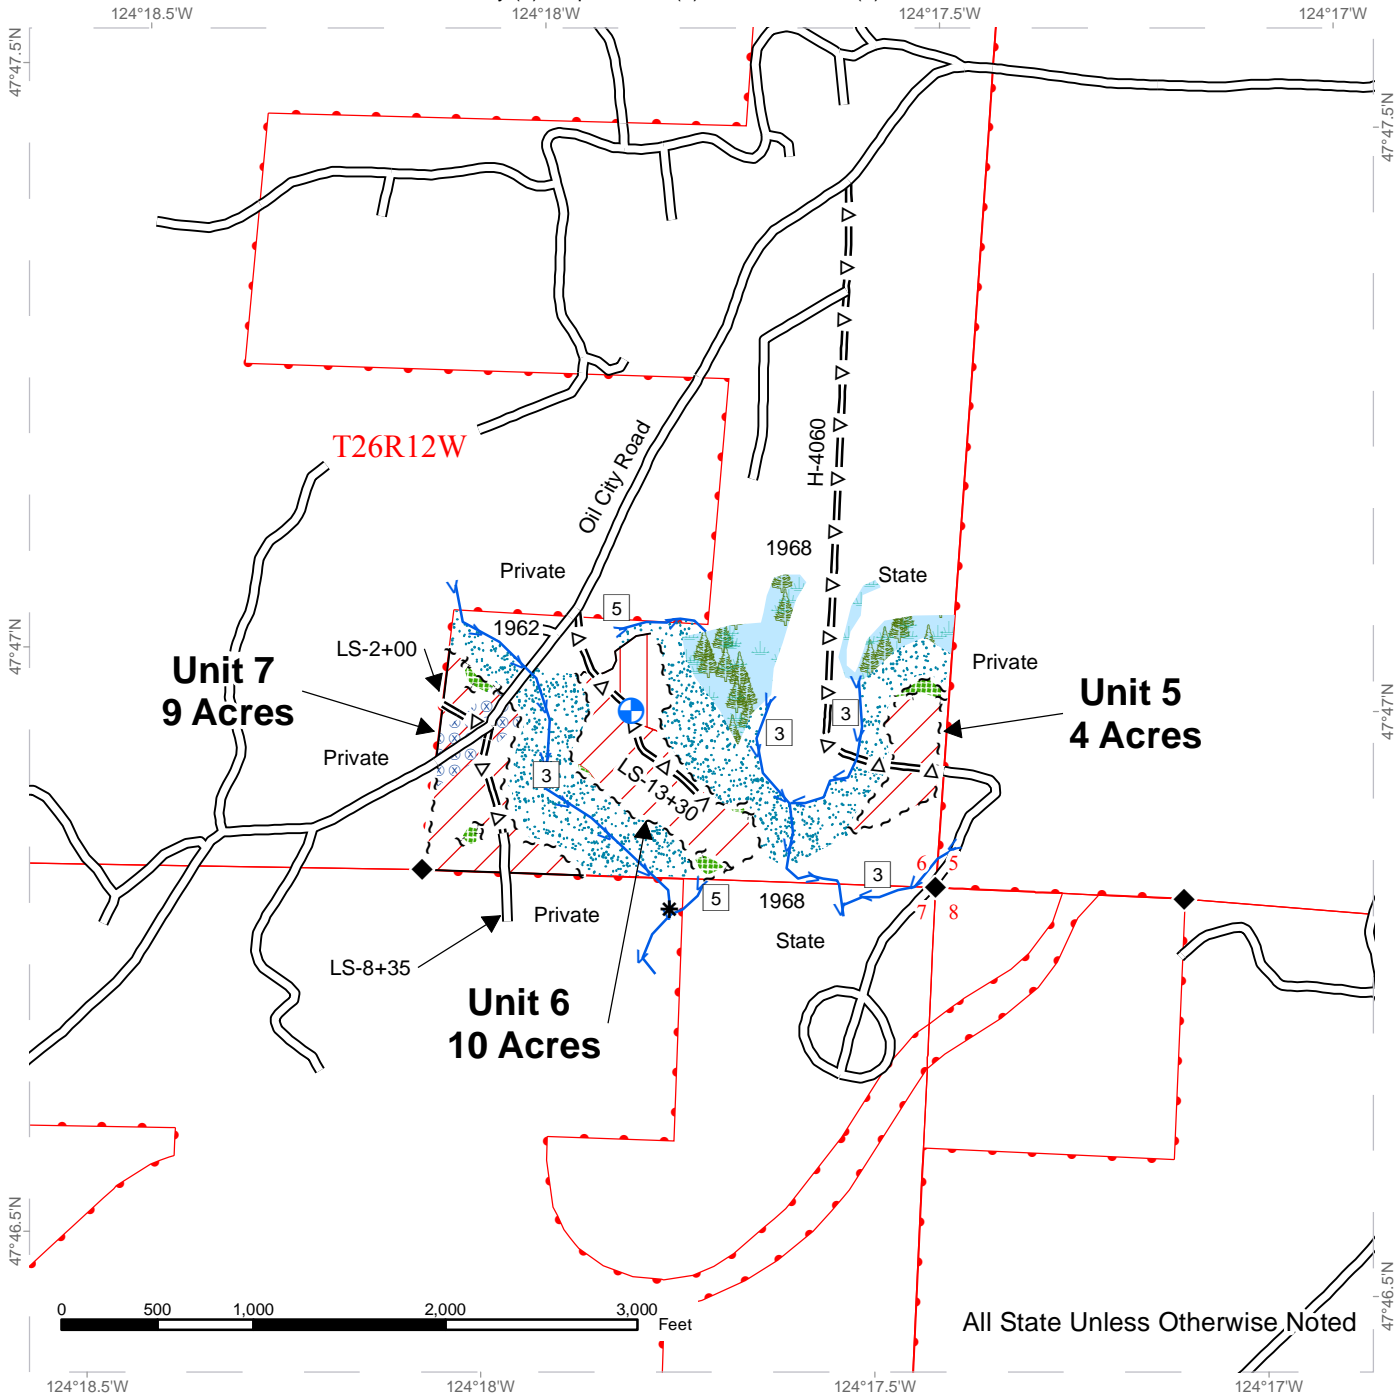 124°18.5'W 124°18'W 124°17.5'W 124°17'W
47°47.5'N
47°47.5'N
T26R12W
Oil City Road
H-4060
1968
Private
State
5
1962
LS-2+00
47°47'N
Private
Unit 7
9 Acres
Unit 5
4 Acres
47°47'N
3
3
Private
3
LS-13+30
6 5
3
7 8
5
1968
Private
State
LS-8+35
Unit 6
10 Acres
47°46.5'N
47°46.5'N
0 500 1,000 2,000 3,000
Feet
All State Unless Otherwise Noted
124°18.5'W 124°18'W 124°17.5'W 124°17'W